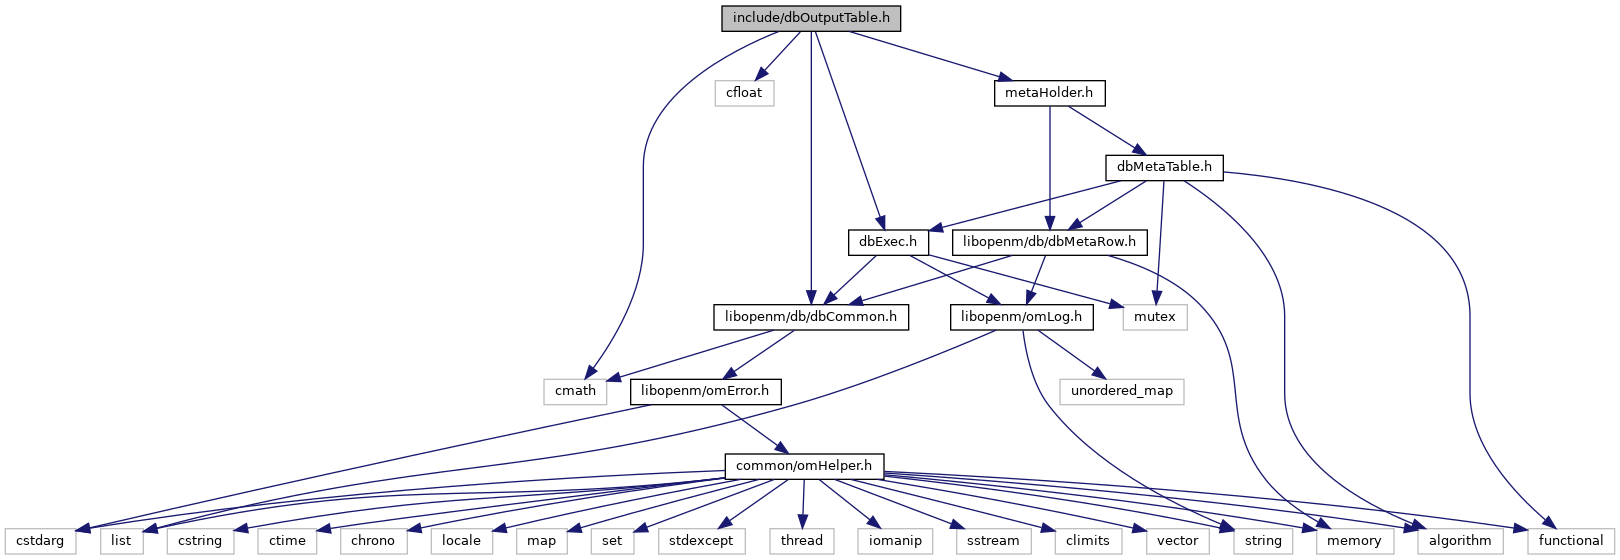 include/dbOutputTable.h
cfloat
metaHolder.h
dbMetaTable.h
dbExec.h
libopenm/db/dbMetaRow.h
libopenm/db/dbCommon.h
libopenm/omLog.h
mutex
cmath
libopenm/omError.h
unordered_map
common/omHelper.h
cstdarg
list
cstring
ctime
chrono
locale
map
set
stdexcept
thread
iomanip
sstream
climits
vector
string
memory
algorithm
functional